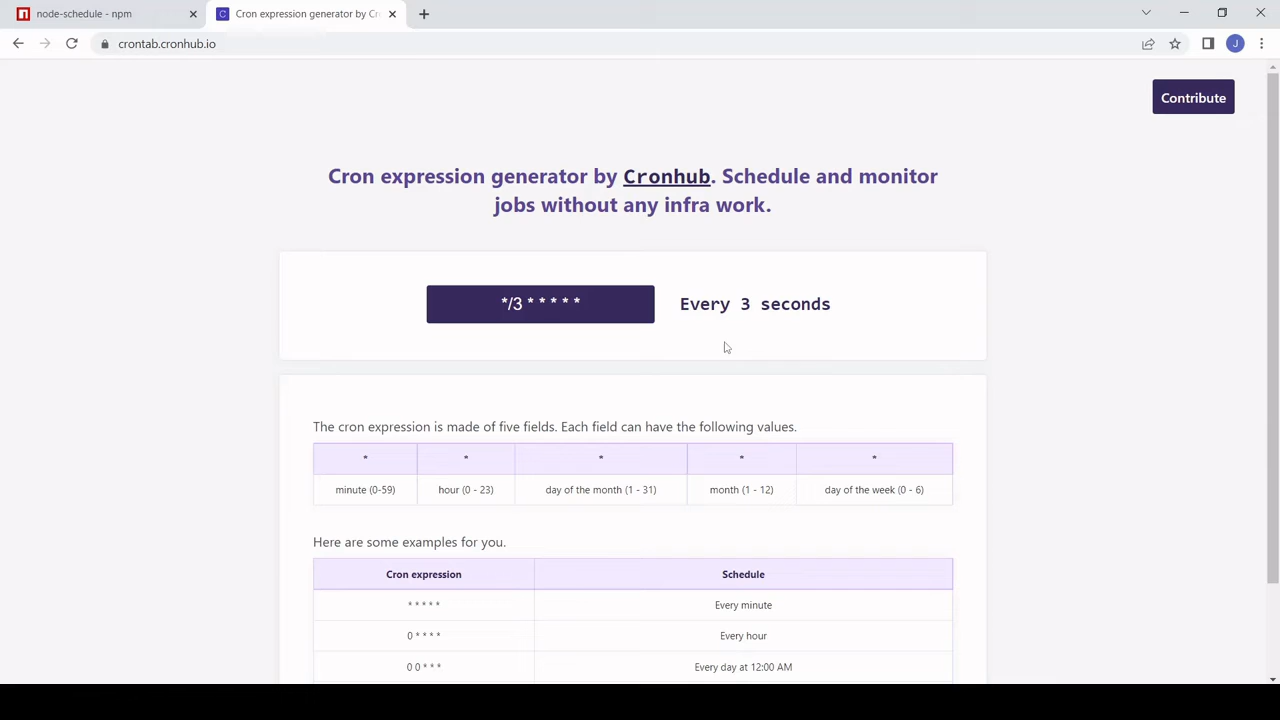 node-schedule - npm
Cron expression generator by Cr
crontab.cronhub.io
J
Contribute
Cron expression generator by Cronhub. Schedule and monitor
jobs without any infra work.
*/3 * * * * *
Every 3 seconds
The cron expression is made of five fields. Each field can have the following values.
* * * * *
minute (0-59) hour (0 - 23) day of the month (1 - 31) month (1 - 12) day of the week (0 - 6)
Here are some examples for you.
Cron expression Schedule
* * * * * Every minute
0 * * * * Every hour
0 0 * * * Every day at 12:00 AM